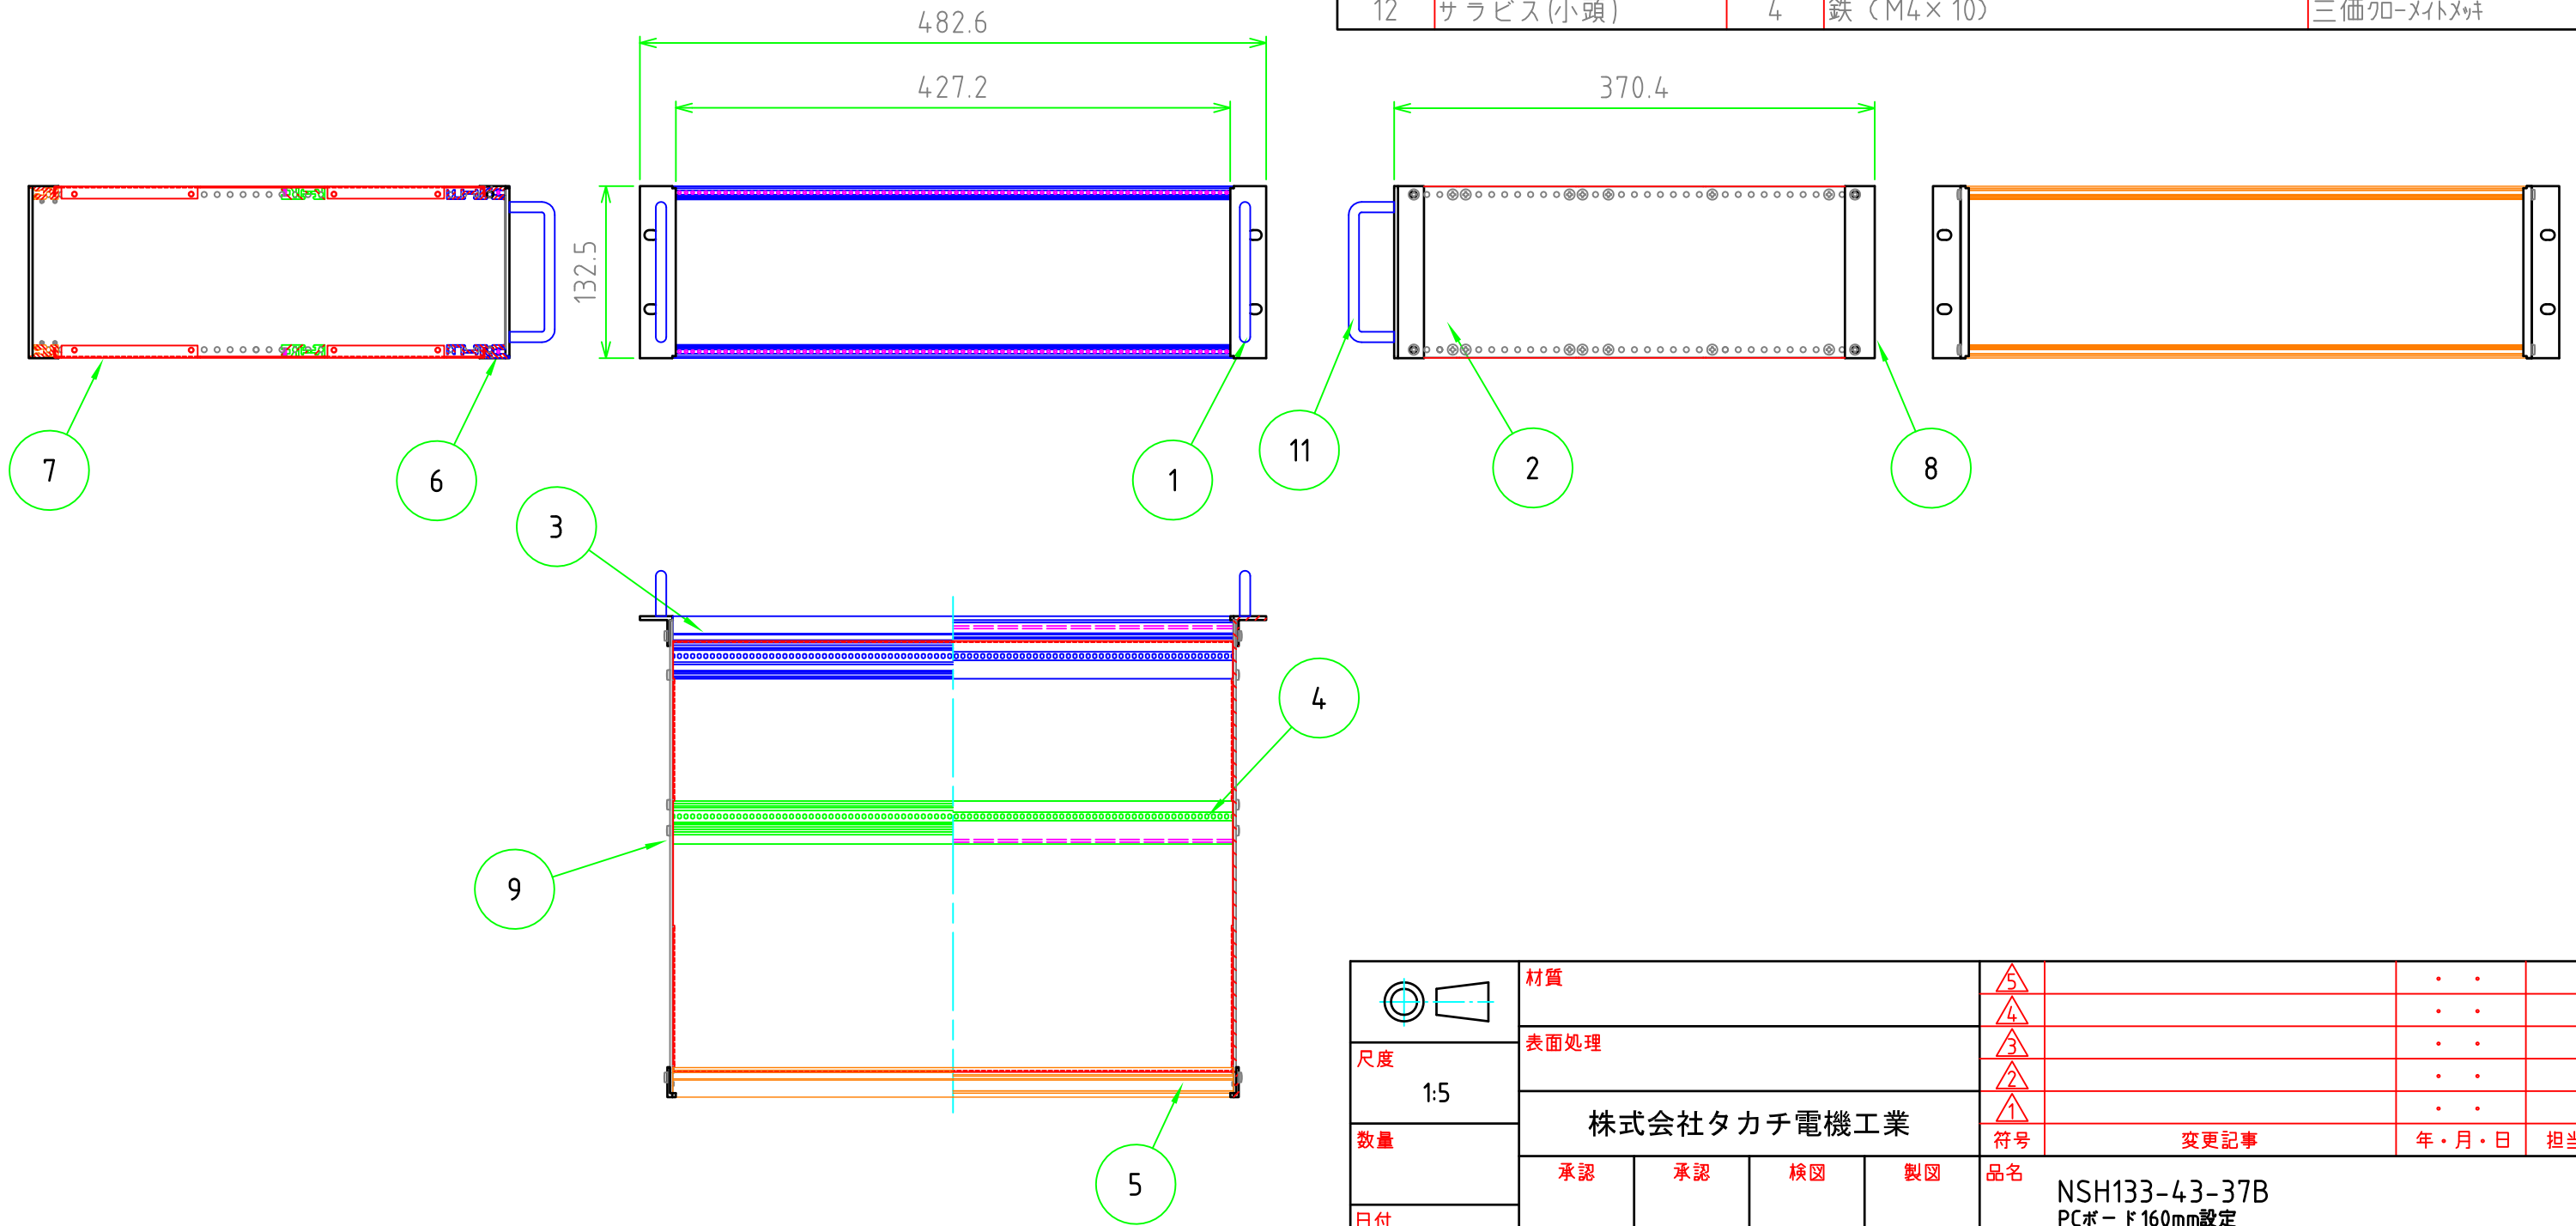 12 サラビス(小頭) 4 鉄 (M4×10) 三価クローメイトメッキ
482.6
427.2
370.4
132.5
7
6
1
11
2
8
3
4
9
5
材質
表面処理
尺度
1:5
数量
日付
株式会社タカチ電機工業
承認 承認 検図 製図
5 ・ ・
4 ・ ・
3 ・ ・
2 ・ ・
1 ・ ・
符号 変更記事 年・月・日 担当
品名
NSH133-43-37B
PCボード160mm設定